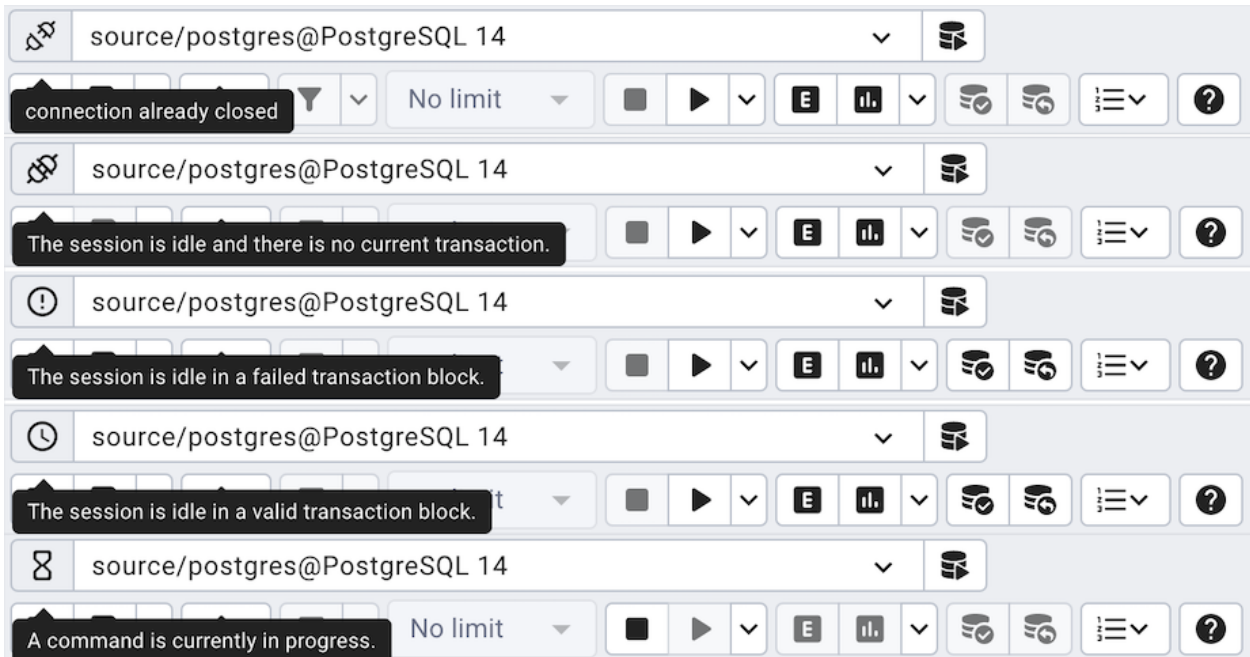 source/postgres@PostgreSQL 14
No limit
E
connection already closed
source/postgres@PostgreSQL 14
E
The session is idle and there is no current transaction.
source/postgres@PostgreSQL 14
E
The session is idle in a failed transaction block.
source/postgres@PostgreSQL 14
E
The session is idle in a valid transaction block.
source/postgres@PostgreSQL 14
No limit
E
A command is currently in progress.